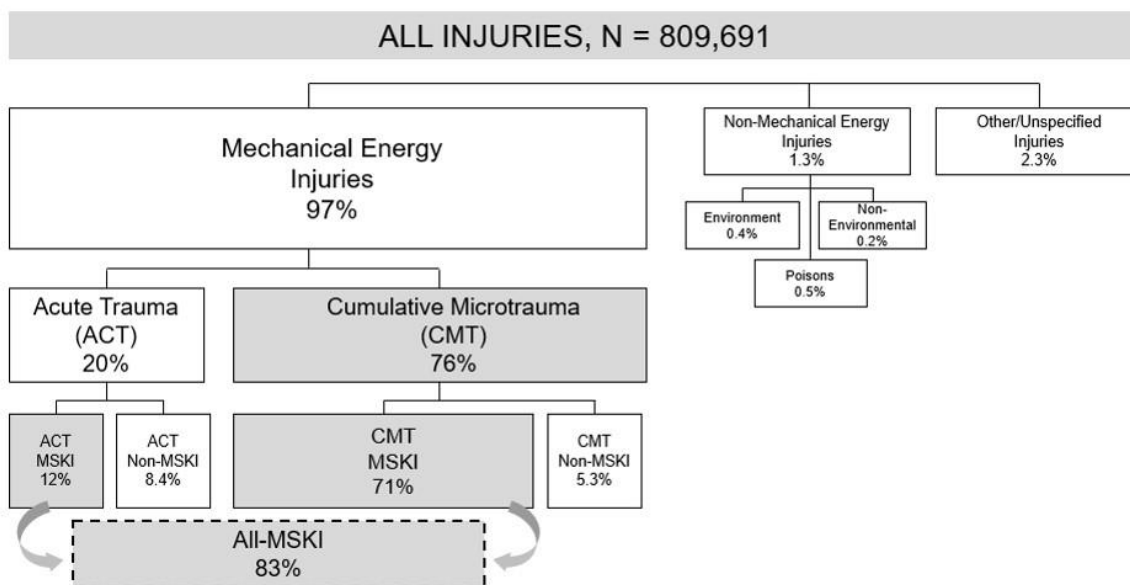 ALL INJURIES, N = 809,691
Mechanical Energy
Injuries
97%
Non-Mechanical Energy
Injuries
1.3%
Other/Unspecified
Injuries
2.3%
Environment
0.4%
Non-
Environmental
0.2%
Poisons
0.5%
Acute Trauma
(ACT)
20%
Cumulative Microtrauma
(CMT)
76%
ACT
MSKI
12%
ACT
Non-MSKI
8.4%
CMT
MSKI
71%
CMT
Non-MSKI
5.3%
All-MSKI
83%